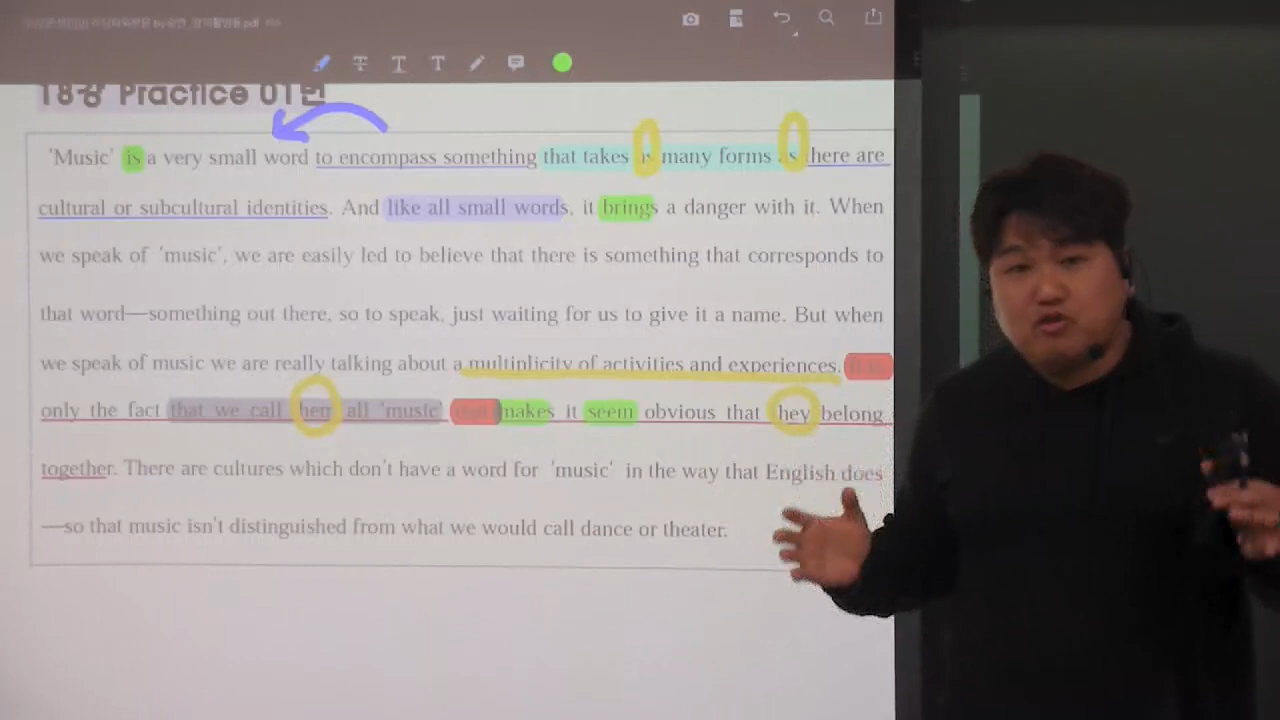 18강 Practice 01번
'Music' is a very small word to encompass something that takes as many forms as there are
cultural or subcultural identities. And like all small words, it brings a danger with it. When
we speak of 'music', we are easily led to believe that there is something that corresponds to
that word—something out there, so to speak, just waiting for us to give it a name. But when
we speak of music we are really talking about a multiplicity of activities and experiences. It is
only the fact that we call them all 'music' that makes it seem obvious that they belong
together. There are cultures which don't have a word for 'music' in the way that English does
—so that music isn't distinguished from what we would call dance or theater.